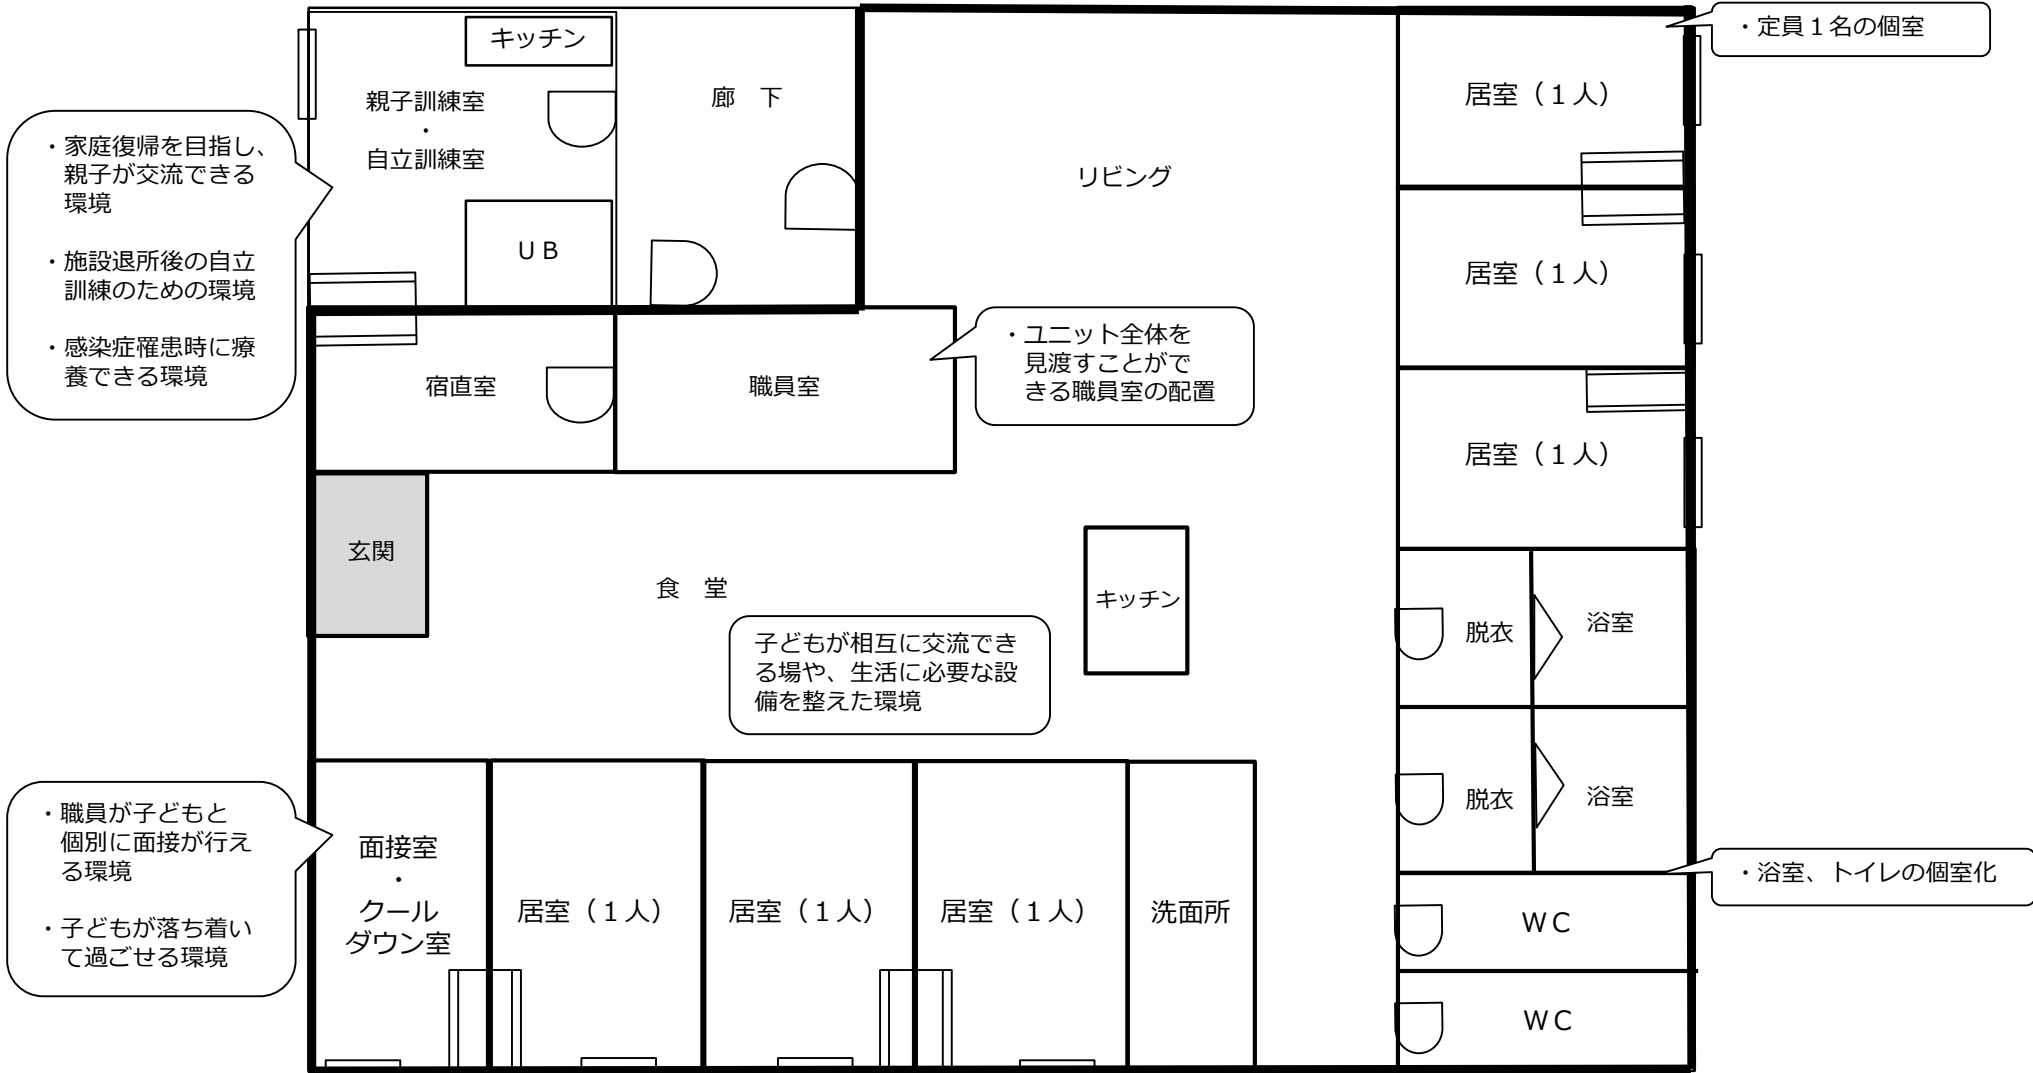 キッチン
親子訓練室
・
自立訓練室
廊　下
リビング
居室（１人）
・定員１名の個室
・家庭復帰を目指し、
親子が交流できる
環境
・施設退所後の自立
訓練のための環境
・感染症罹患時に療
養できる環境
ＵＢ
居室（１人）
宿直室
職員室
・ユニット全体を
見渡すことがで
きる職員室の配置
居室（１人）
玄関
食　堂
キッチン
子どもが相互に交流でき
る場や、生活に必要な設
備を整えた環境
脱衣
浴室
脱衣
浴室
・職員が子どもと
個別に面接が行え
る環境
・子どもが落ち着い
て過ごせる環境
面接室
・
クール
ダウン室
居室（１人）
居室（１人）
居室（１人）
洗面所
ＷＣ
・浴室、トイレの個室化
ＷＣ